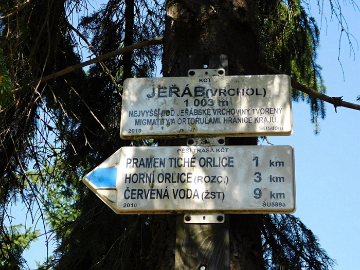 KČT
JEŘÁB (VRCHOL)
1 003 m
NEJVYŠŠÍ BOD JEŘÁBSKÉ VRCHOVINY TVOŘENÝ
MIGMATITY A ORTORULAMI. HRANICE KRAJŮ.
2010
PĚŠÍ TRASA KČT
PRAMEN TICHÉ ORLICE 1 KM
HORNÍ ORLICE (ROZC.) 3 KM
ČERVENÁ VODA (ŽST) 9 KM
2010